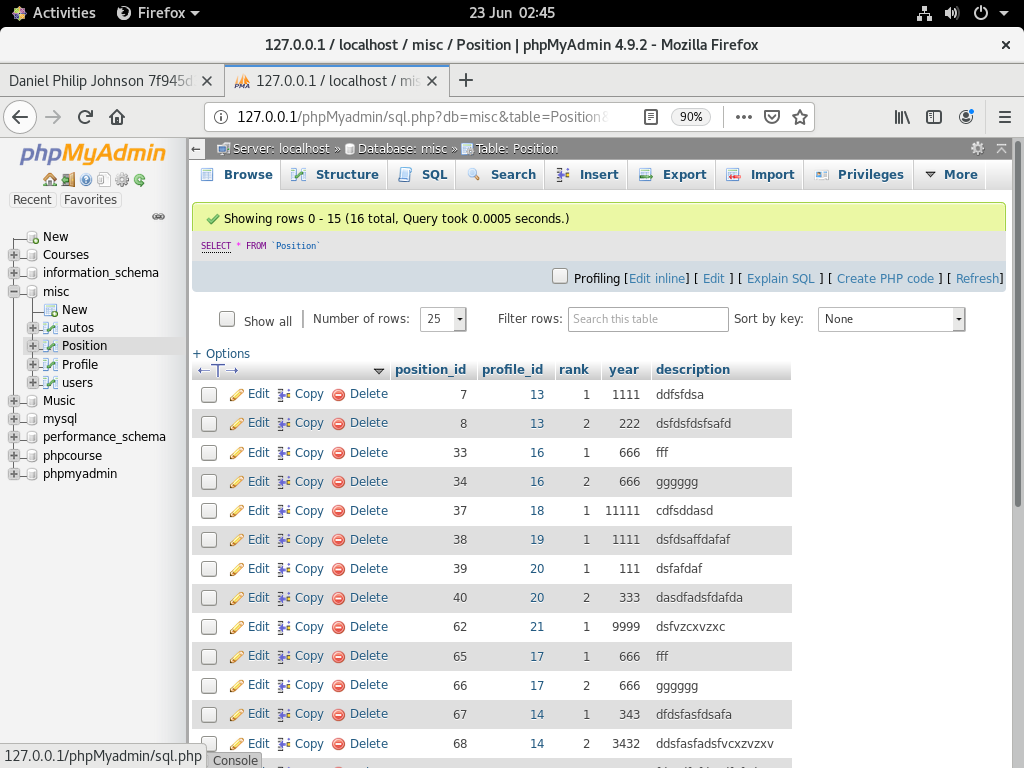 Activities Firefox 23 Jun 02:45
127.0.0.1 / localhost / misc / Position | phpMyAdmin 4.9.2 - Mozilla Firefox
Daniel Philip Johnson 7f945d 127.0.0.1 / localhost / mis
127.0.0.1/phpMyadmin/sql.php?db=misc&table=Position& 90%
phpMyAdmin
Recent Favorites
New
Courses
information_schema
misc
New
autos
Position
Profile
users
Music
mysql
performance_schema
phpcourse
phpmyadmin
Server: localhost » Database: misc » Table: Position
Browse Structure SQL Search Insert Export Import Privileges More
Showing rows 0 - 15 (16 total, Query took 0.0005 seconds.)
SELECT * FROM `Position`
Profiling [Edit inline] [ Edit ] [ Explain SQL ] [ Create PHP code ] [ Refresh]
Show all Number of rows: 25 Filter rows: Search this table Sort by key: None
+ Options
←T→ position_id profile_id rank year description
Edit Copy Delete 7 13 1 1111 ddfsfdsa
Edit Copy Delete 8 13 2 222 dsfdsfdsfsafd
Edit Copy Delete 33 16 1 666 fff
Edit Copy Delete 34 16 2 666 gggggg
Edit Copy Delete 37 18 1 11111 cdfsddasd
Edit Copy Delete 38 19 1 1111 dsfdsaffdafaf
Edit Copy Delete 39 20 1 111 dsfafdaf
Edit Copy Delete 40 20 2 333 dasdfadsfdafda
Edit Copy Delete 62 21 1 9999 dsfvzcxvzxc
Edit Copy Delete 65 17 1 666 fff
Edit Copy Delete 66 17 2 666 gggggg
Edit Copy Delete 67 14 1 343 dfdsfasfdsafa
Edit Copy Delete 68 14 2 3432 ddsfasfadsfvcxzvzxv
127.0.0.1/phpMyadmin/sql.php
Console